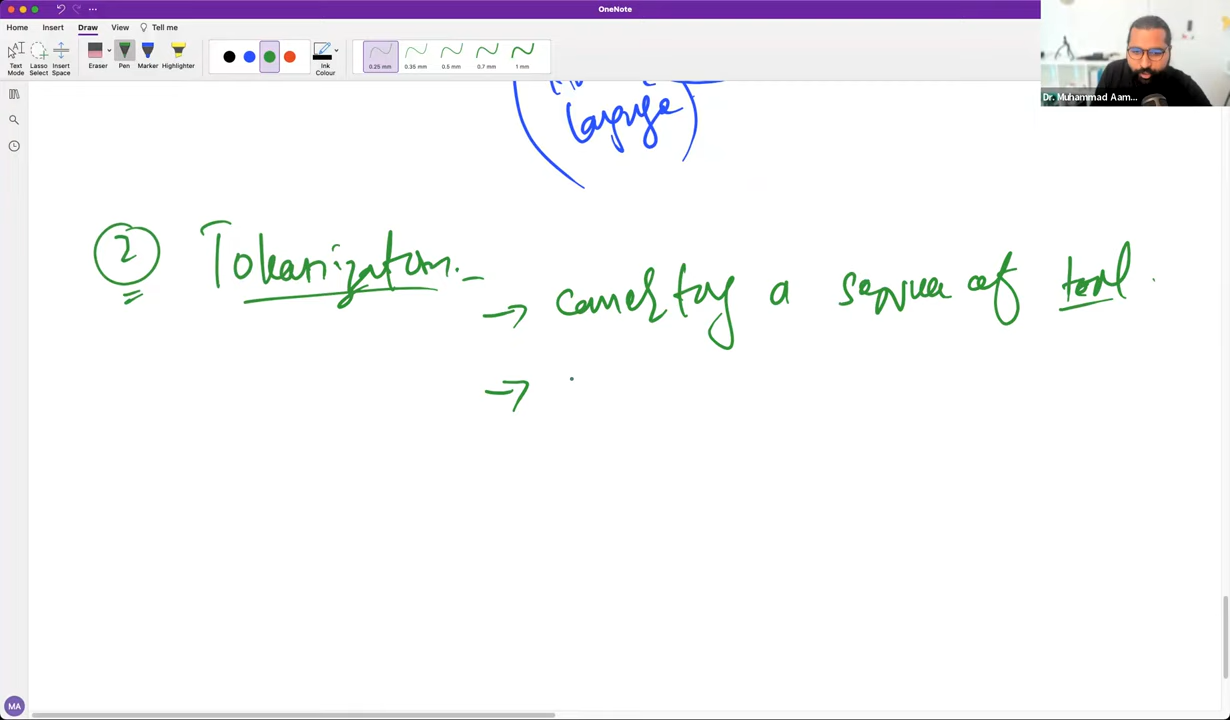 OneNote
Home Insert Draw View Tell me
Text Mode Lasso Select Insert Space Eraser Pen Marker Highlighter Ink Colour 0.25 mm 0.35 mm 0.5 mm 0.7 mm 1 mm
Dr. Muhammad Aam...
2 Tokenization
→ converting a sequence of text.
→
MA